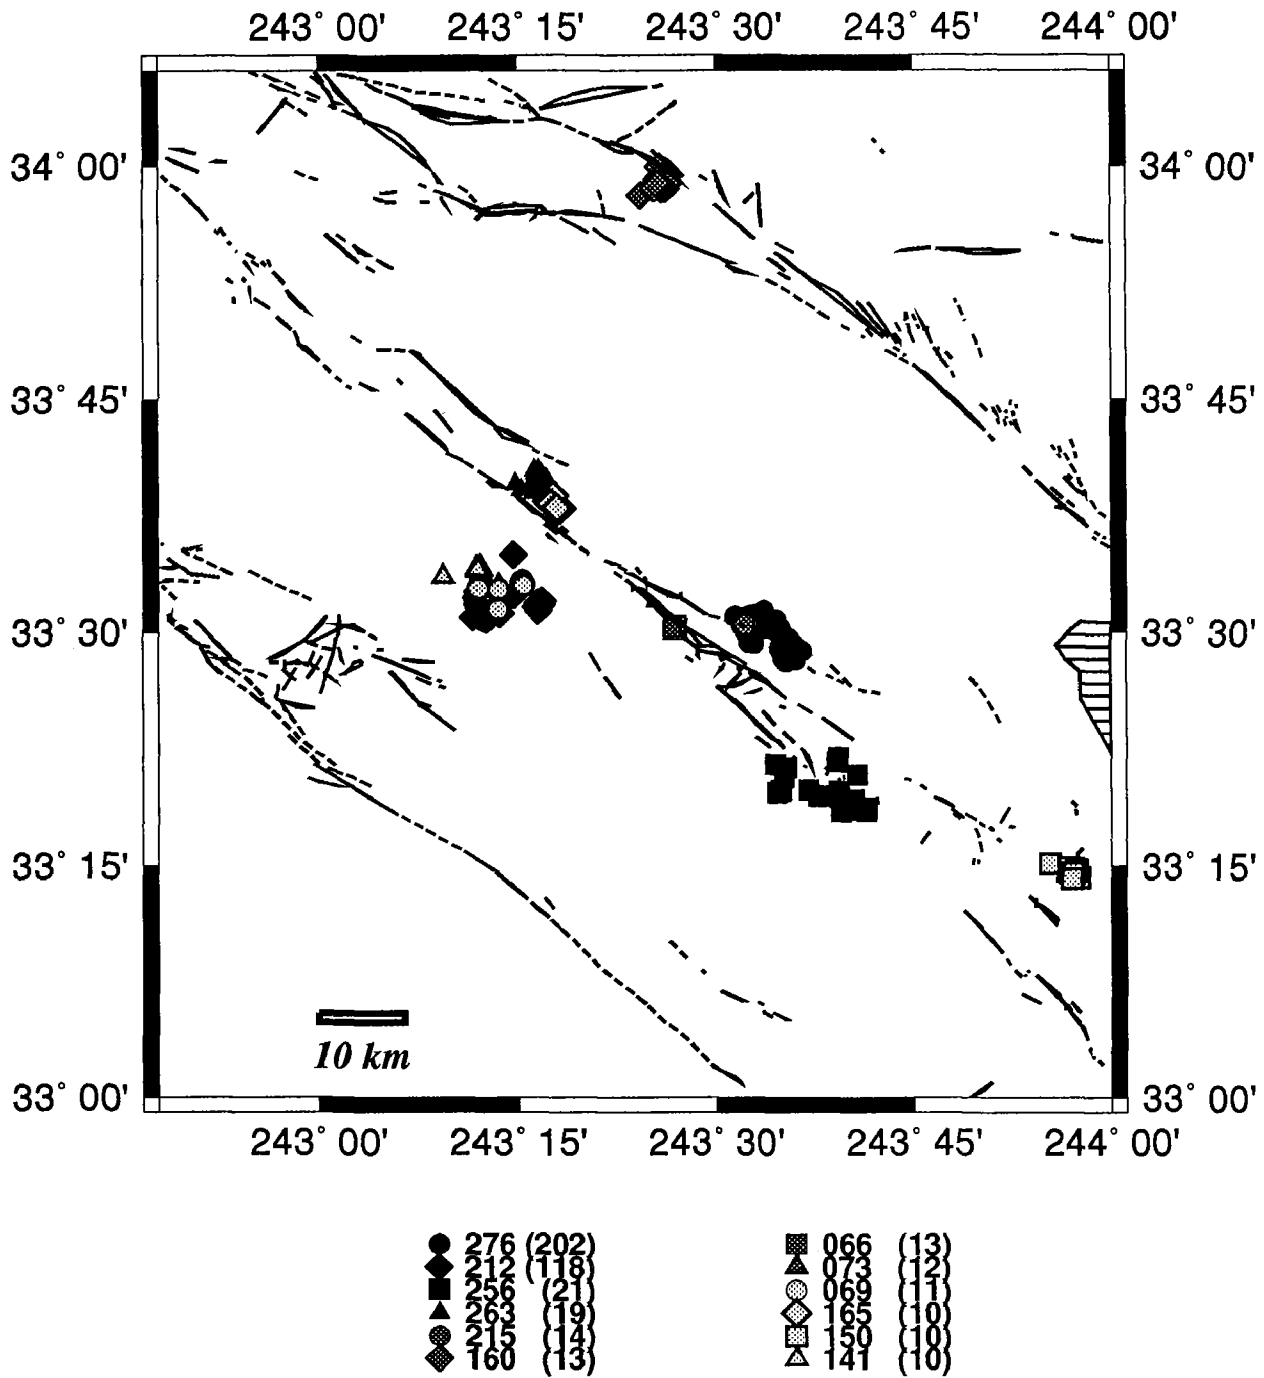 243° 00' 243° 15' 243° 30' 243° 45' 244° 00'
34° 00' 34° 00'
33° 45' 33° 45'
33° 30' 33° 30'
33° 15' 33° 15'
10 km
33° 00' 33° 00'
243° 00' 243° 15' 243° 30' 243° 45' 244° 00'
276 (202) 066 (13)
212 (118) 073 (12)
256 (21) 069 (11)
263 (19) 165 (10)
215 (14) 150 (10)
160 (13) 141 (10)